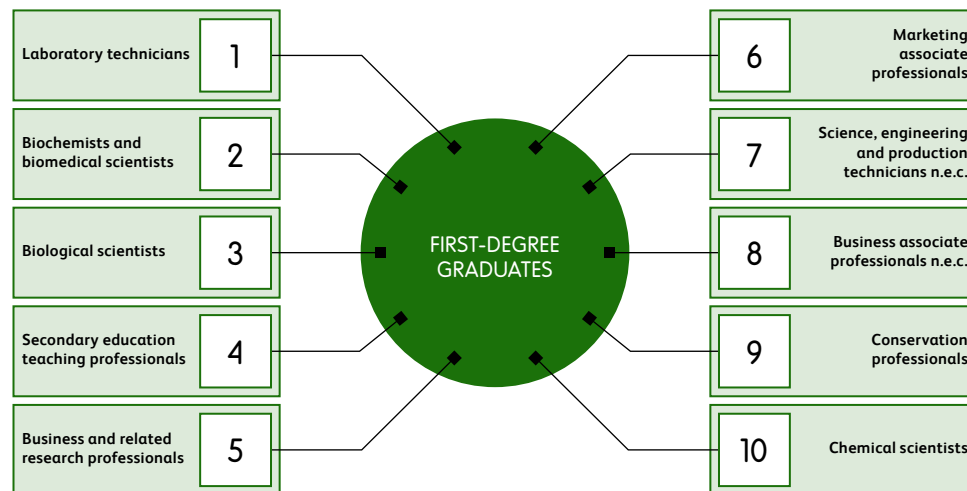 Laboratory technicians
1
Biochemists and
biomedical scientists
2
Biological scientists
3
Secondary education
teaching professionals
4
Business and related
research professionals
5
FIRST-DEGREE
GRADUATES
6
Marketing
associate
professionals
7
Science, engineering
and production
technicians n.e.c.
8
Business associate
professionals n.e.c.
9
Conservation
professionals
10
Chemical scientists